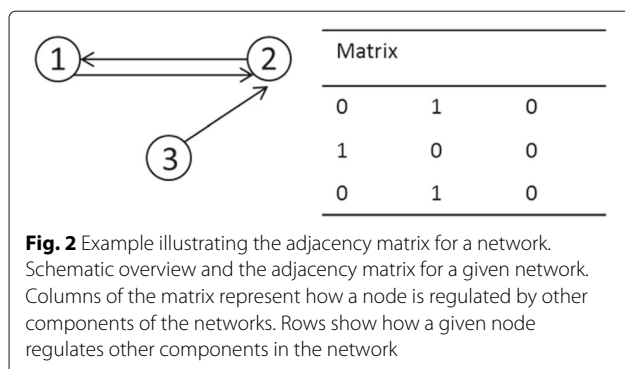 1
2
3
Matrix
0 1 0
1 0 0
0 1 0
Fig. 2 Example illustrating the adjacency matrix for a network.
Schematic overview and the adjacency matrix for a given network.
Columns of the matrix represent how a node is regulated by other
components of the networks. Rows show how a given node
regulates other components in the network